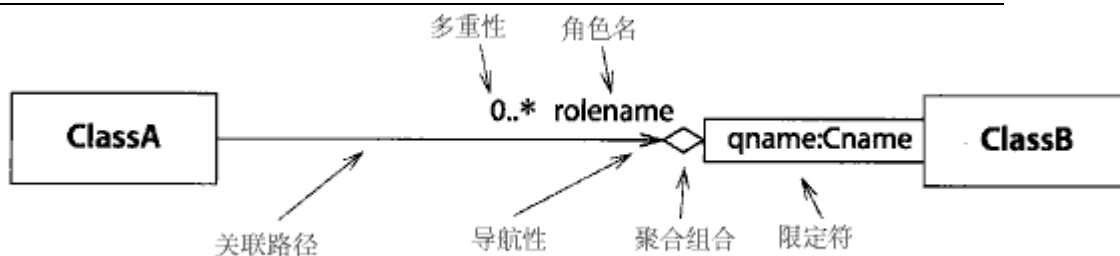 多重性 角色名
0..* rolename
ClassA
qname:Cname
ClassB
关联路径 导航性 聚合组合 限定符